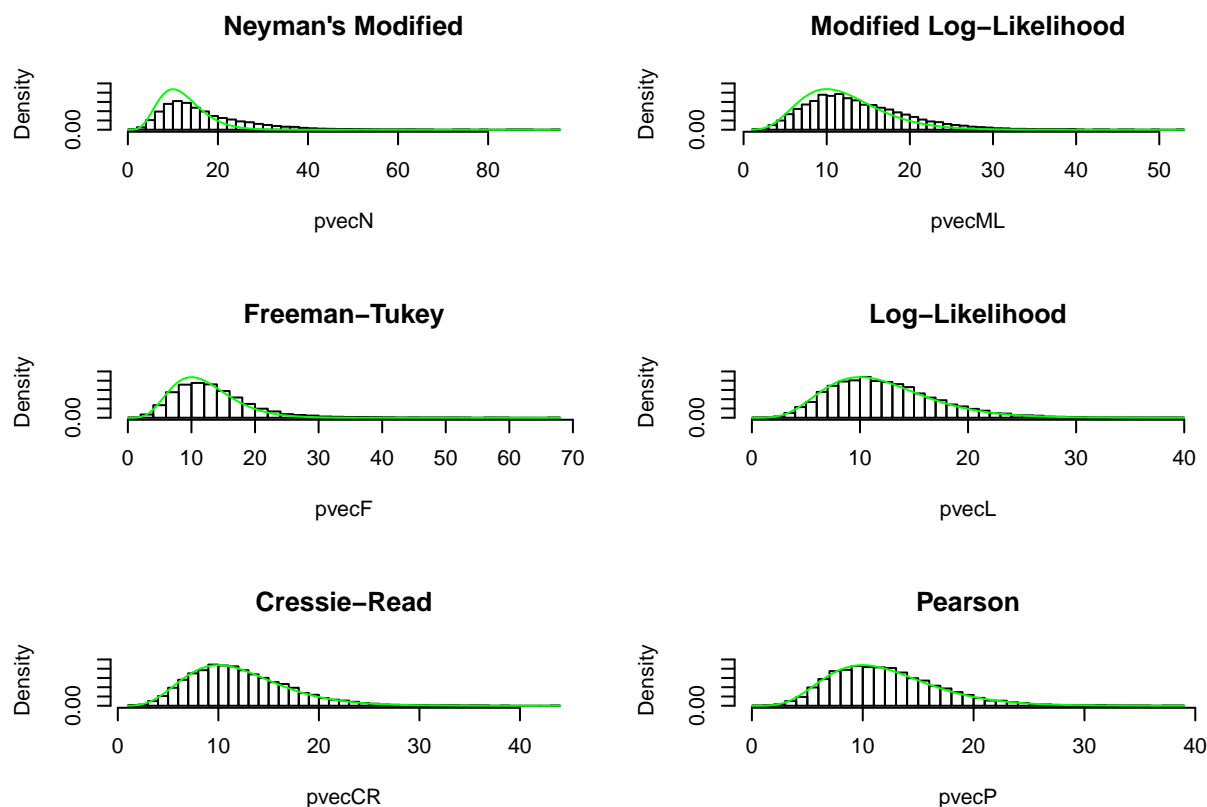 Neyman's Modified
Density
0.00
0 20 40 60 80
pvecN
Modified Log−Likelihood
Density
0.00
0 10 20 30 40 50
pvecML
Freeman−Tukey
Density
0.00
0 10 20 30 40 50 60 70
pvecF
Log−Likelihood
Density
0.00
0 10 20 30 40
pvecL
Cressie−Read
Density
0.00
0 10 20 30 40
pvecCR
Pearson
Density
0.00
0 10 20 30 40
pvecP